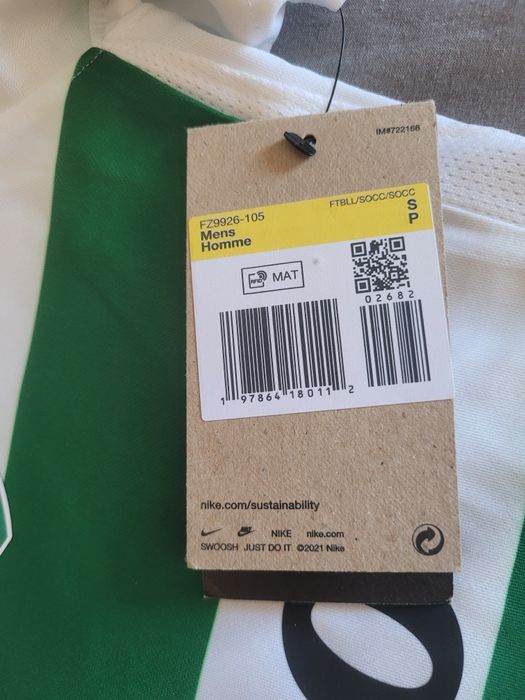 IM#722166
FZ9926-105
FTBLL/SOCC/SOCC
Mens
S
Homme
P
RFID MAT
02682
1 97864 18011 2
nike.com/sustainability
NIKE nike.com
SWOOSH JUST DO IT ©2021 Nike